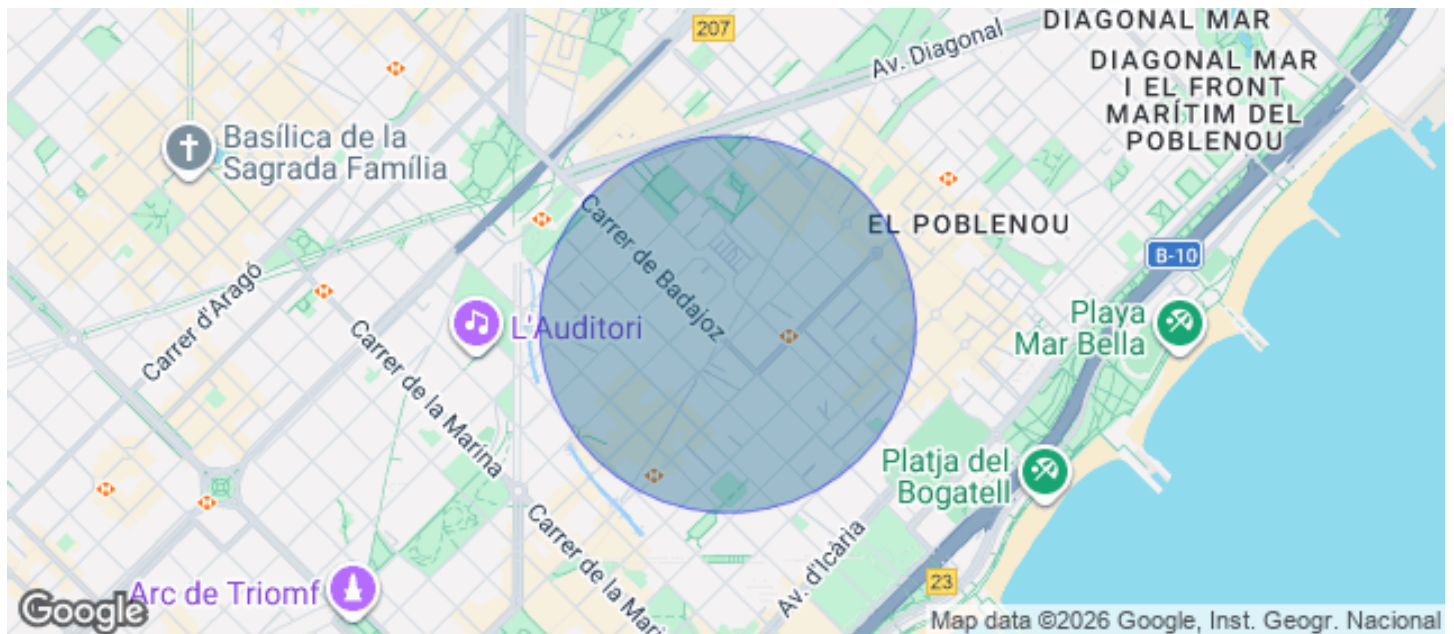 207
Av. Diagonal
DIAGONAL MAR
DIAGONAL MAR
I EL FRONT
MARÍTIM DEL
POBLENOU
Basílica de la
Sagrada Família
Carrer de Badajoz
EL POBLENOU
B-10
Carrer d'Aragó
L'Auditori
Playa
Mar Bella
Carrer de la Marina
Platja del
Bogatell
Carrer de la Mari
Av. d'Icària
23
Arc de Triomf
Google
Map data ©2026 Google, Inst. Geogr. Nacional